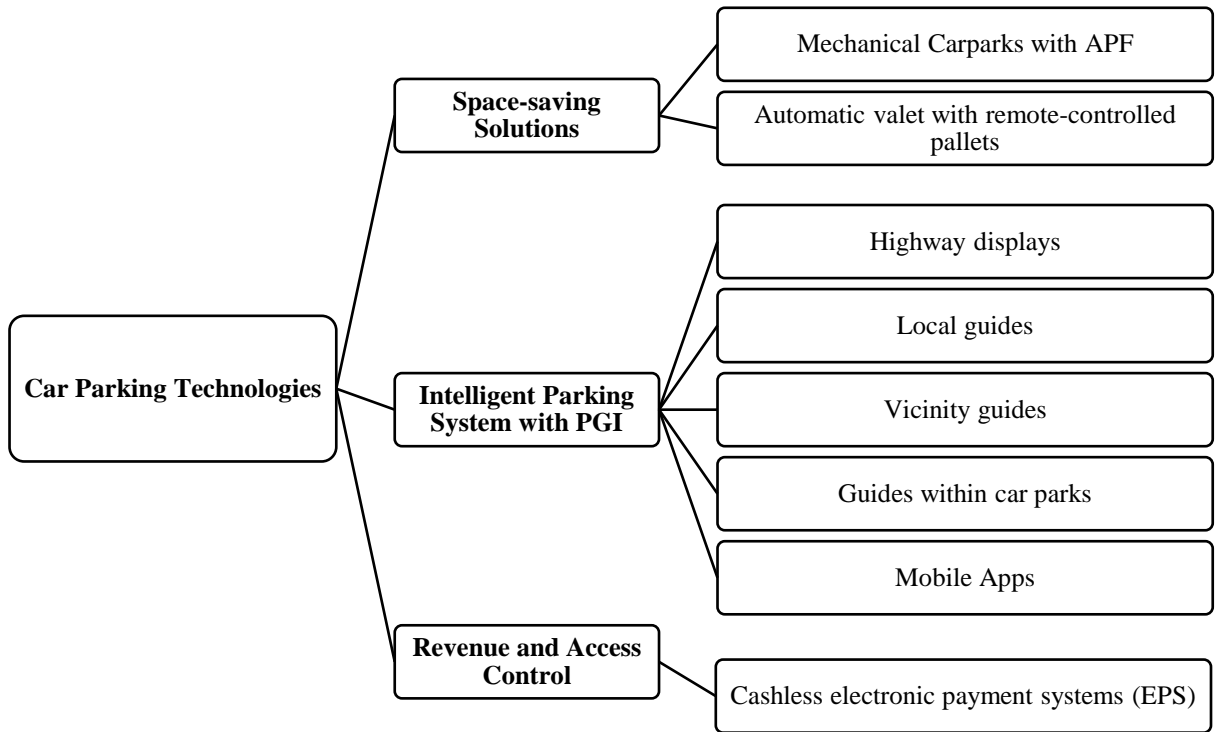 Mechanical Carparks with APF
Space-saving
Solutions
Automatic valet with remote-controlled
pallets
Highway displays
Local guides
Car Parking Technologies
Intelligent Parking
System with PGI
Vicinity guides
Guides within car parks
Mobile Apps
Revenue and Access
Control
Cashless electronic payment systems (EPS)